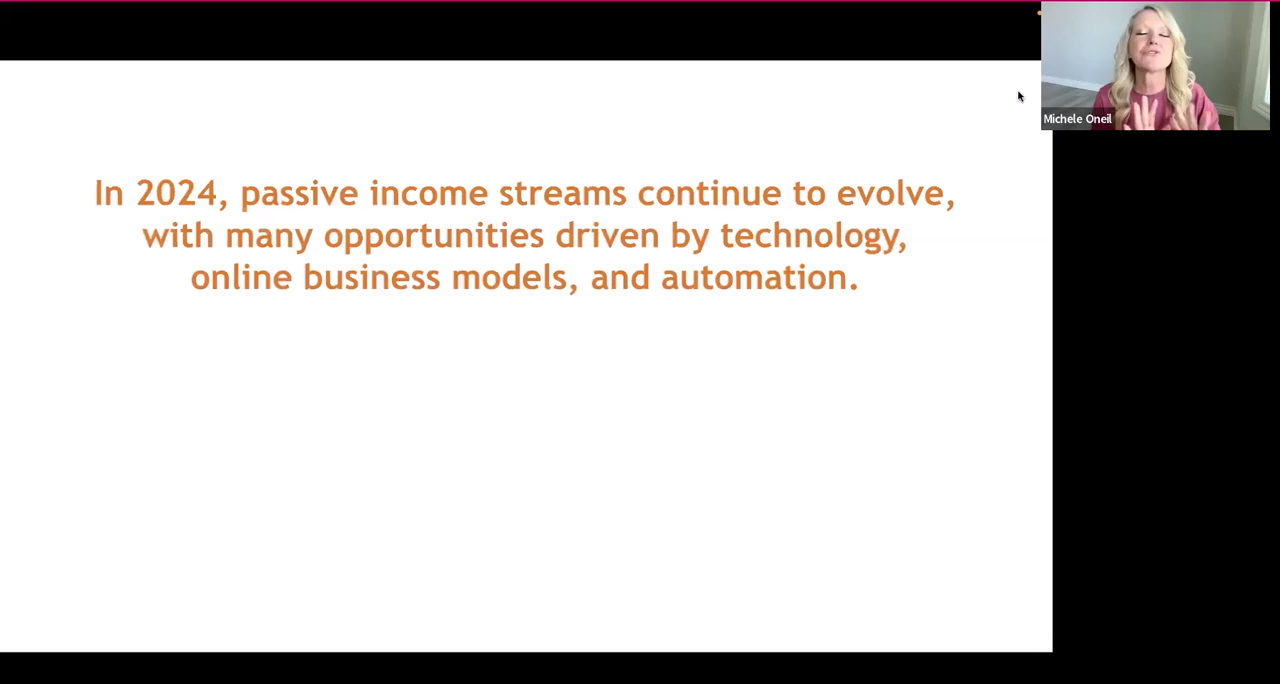 Michele Oneil
In 2024, passive income streams continue to evolve,
with many opportunities driven by technology,
online business models, and automation.